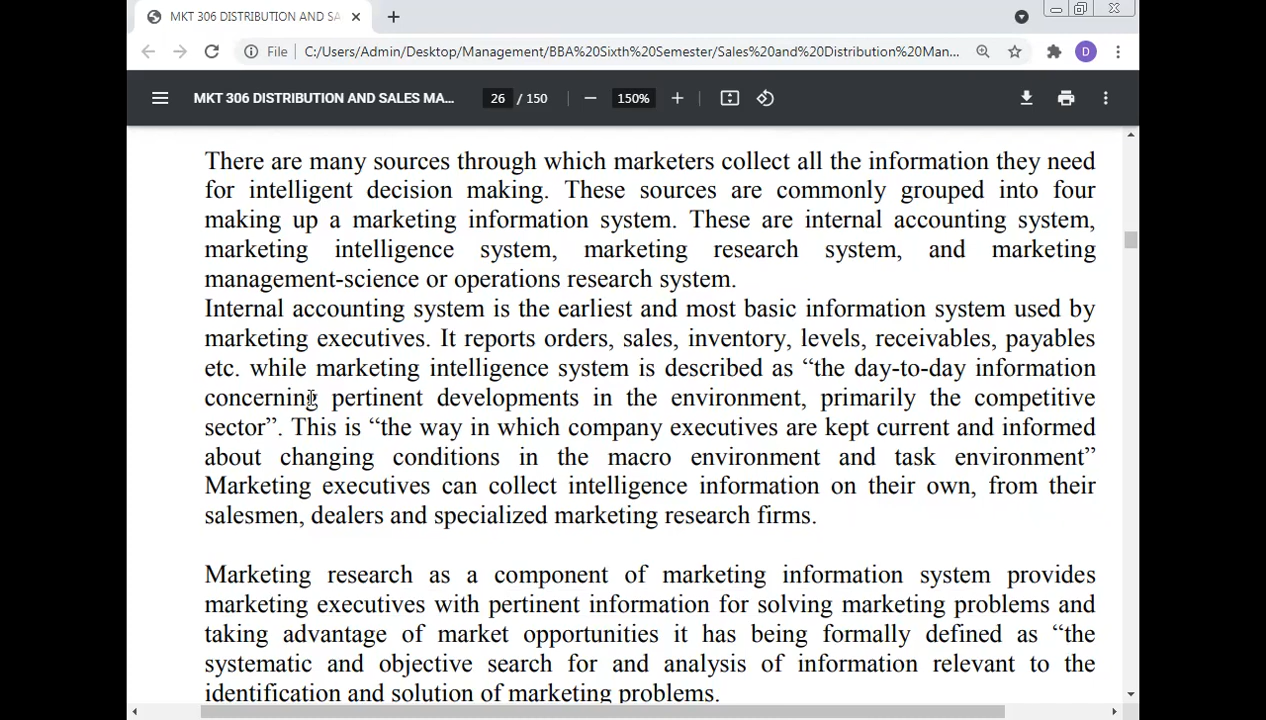 MKT 306 DISTRIBUTION AND SA
File C:/Users/Admin/Desktop/Management/BBA%20Sixth%20Semester/Sales%20and%20Distribution%20Man... D
MKT 306 DISTRIBUTION AND SALES MA... 26 / 150 150%
There are many sources through which marketers collect all the information they need
for intelligent decision making. These sources are commonly grouped into four
making up a marketing information system. These are internal accounting system,
marketing intelligence system, marketing research system, and marketing
management-science or operations research system.
Internal accounting system is the earliest and most basic information system used by
marketing executives. It reports orders, sales, inventory, levels, receivables, payables
etc. while marketing intelligence system is described as “the day-to-day information
concerning pertinent developments in the environment, primarily the competitive
sector”. This is “the way in which company executives are kept current and informed
about changing conditions in the macro environment and task environment”
Marketing executives can collect intelligence information on their own, from their
salesmen, dealers and specialized marketing research firms.
Marketing research as a component of marketing information system provides
marketing executives with pertinent information for solving marketing problems and
taking advantage of market opportunities it has being formally defined as “the
systematic and objective search for and analysis of information relevant to the
identification and solution of marketing problems.